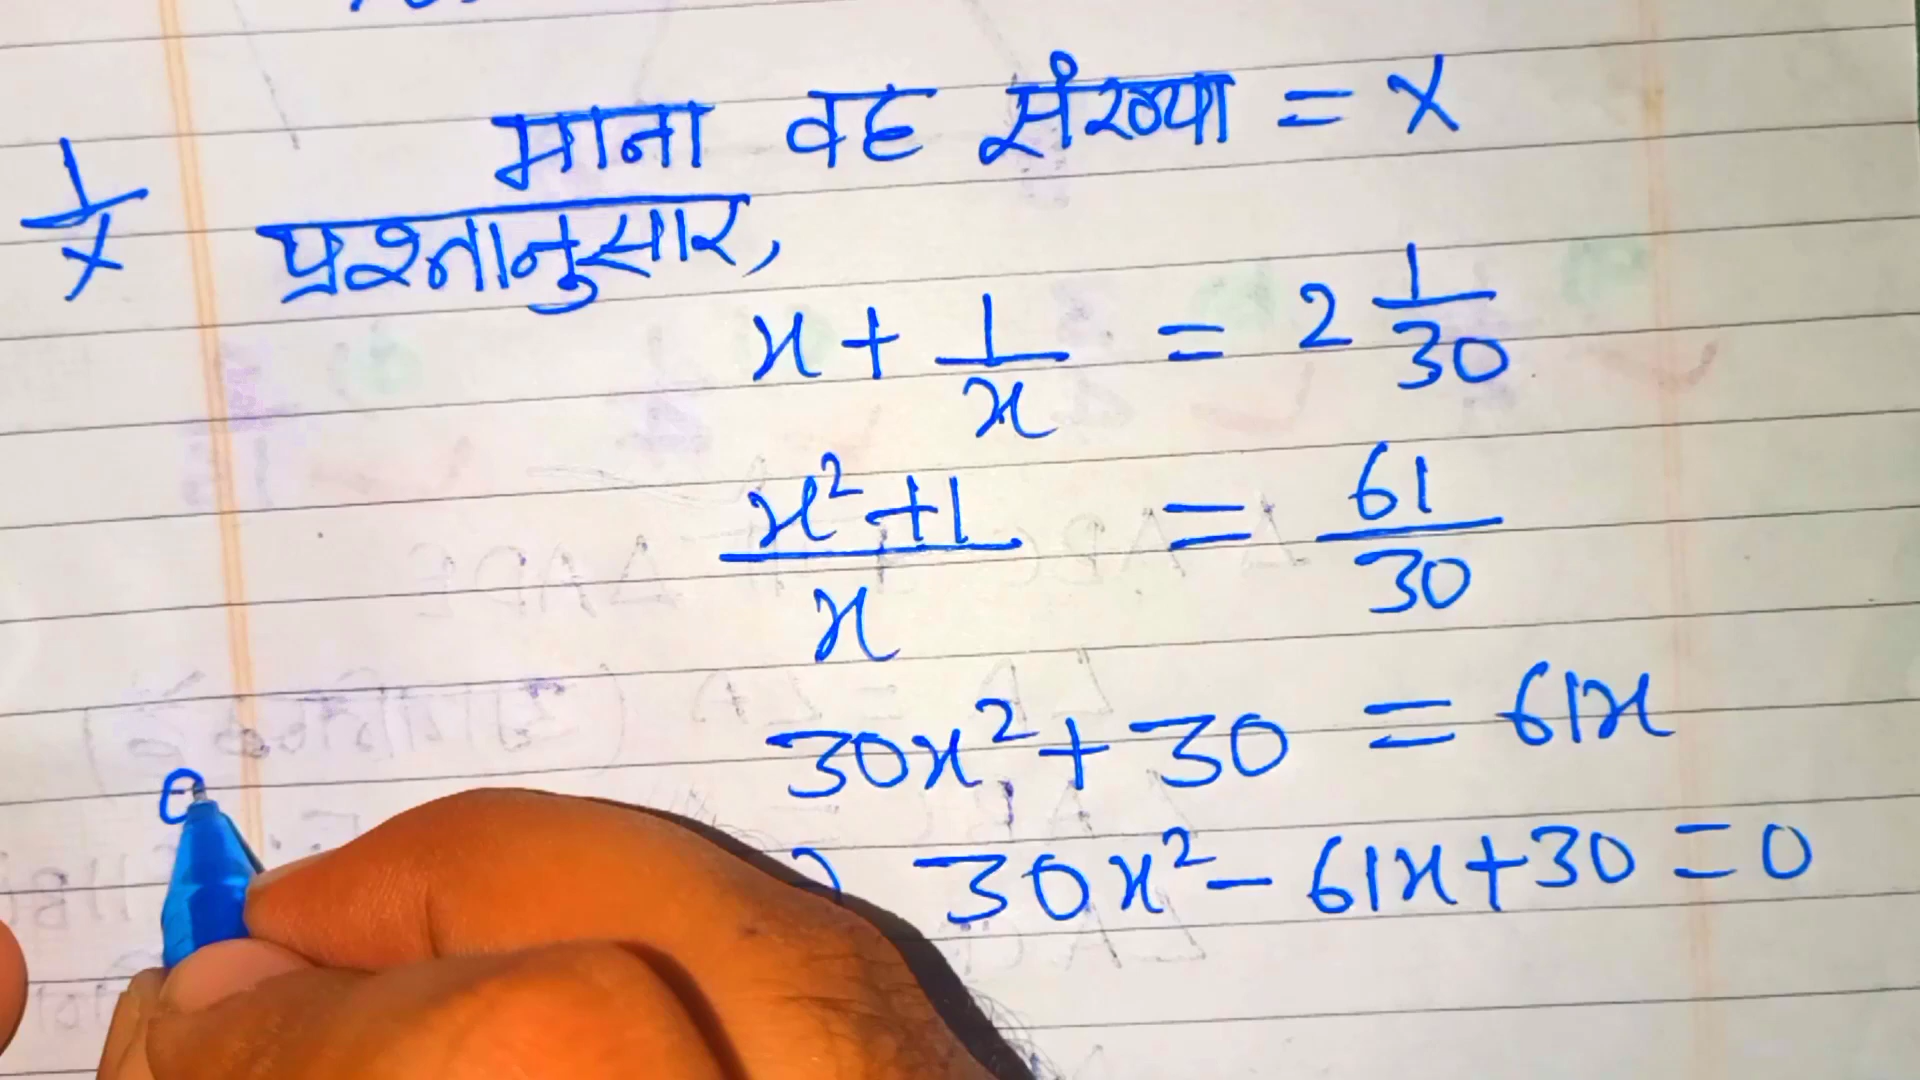 माना वह संख्या = x
1/x
प्रश्नानुसार,
x + 1/x = 2 1/30
x²+1/x = 61/30
30x² + 30 = 61x
30x² – 61x + 30 = 0